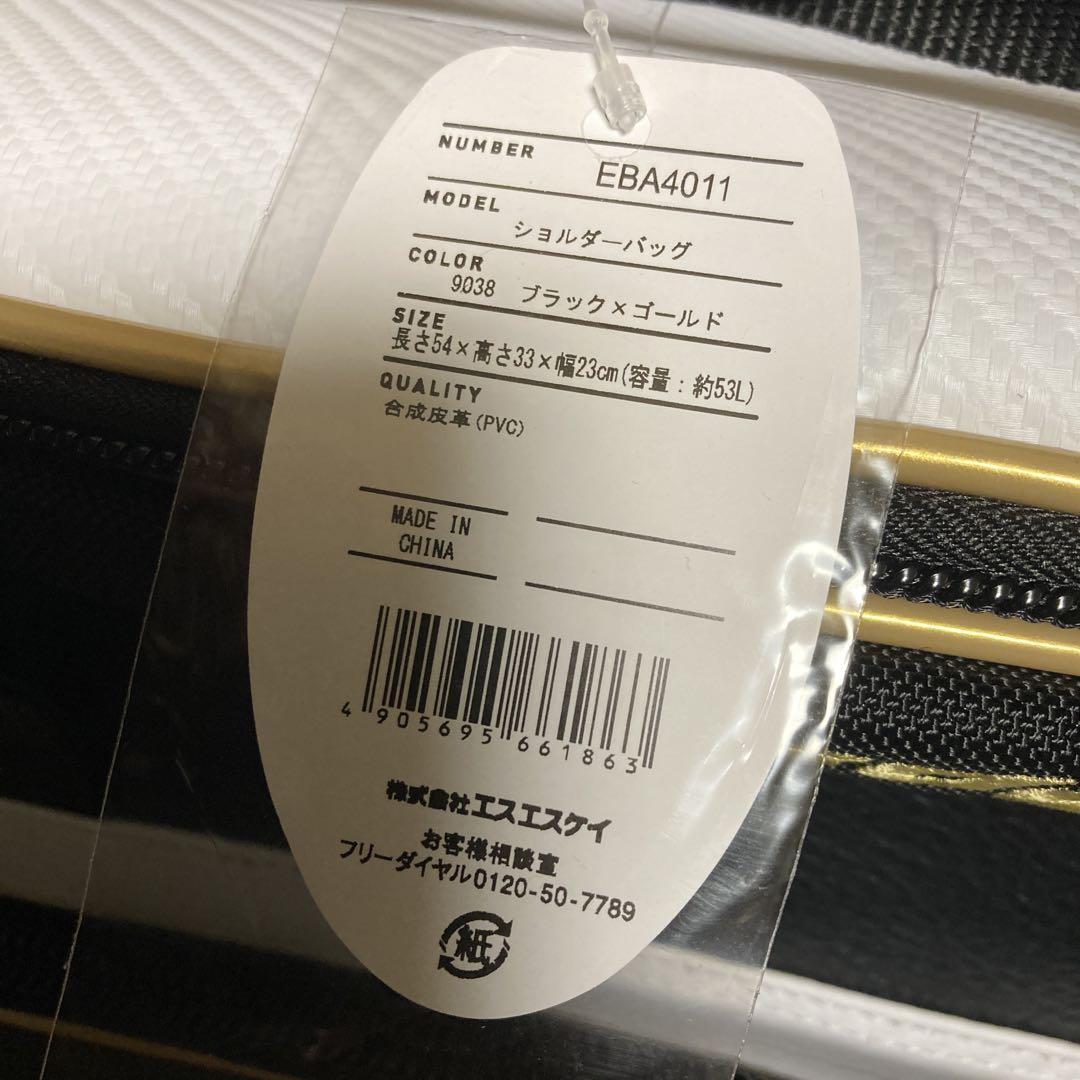 NUMBER
EBA4011
MODEL
ショルダーバッグ
COLOR
9038 ブラック×ゴールド
SIZE
長さ54×高さ33×幅23cm(容量:約53L)
QUALITY
合成皮革(PVC)
MADE IN
CHINA
4 905695 661863
株式會社エスエスケイ
お客様相談室
フリーダイヤル0120-50-7789
紙